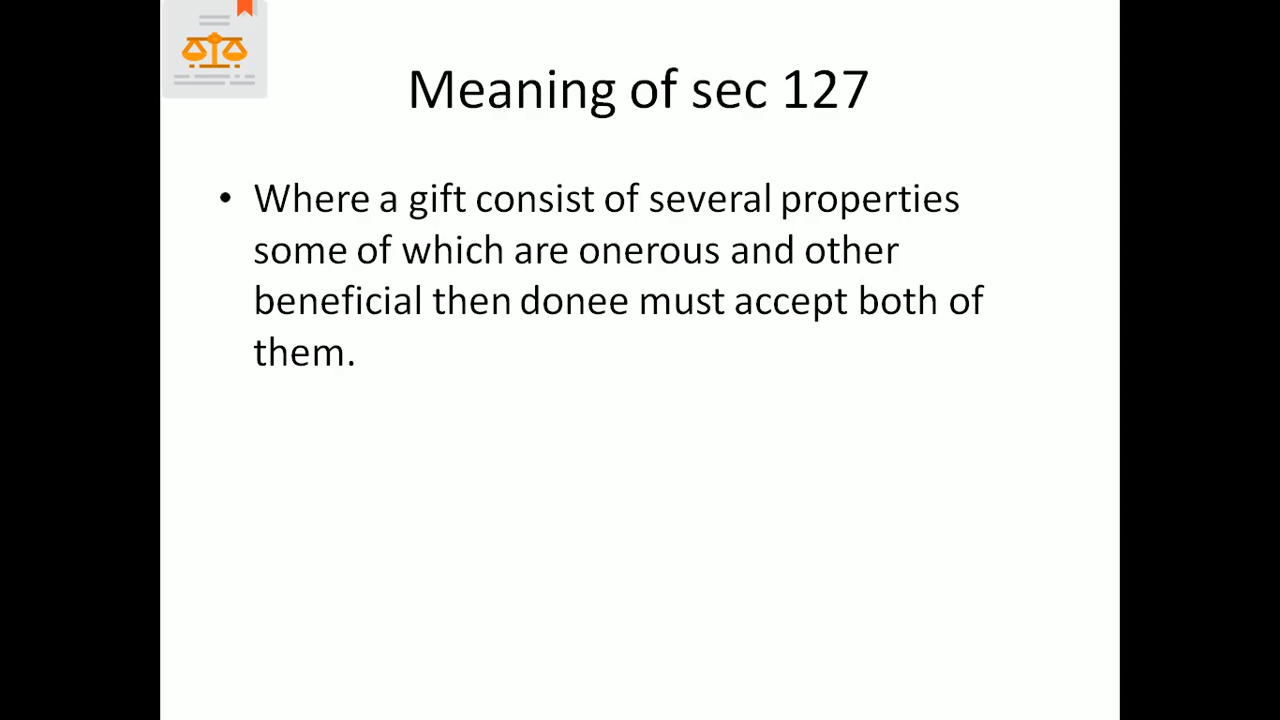 Meaning of sec 127
• Where a gift consist of several properties
some of which are onerous and other
beneficial then donee must accept both of
them.